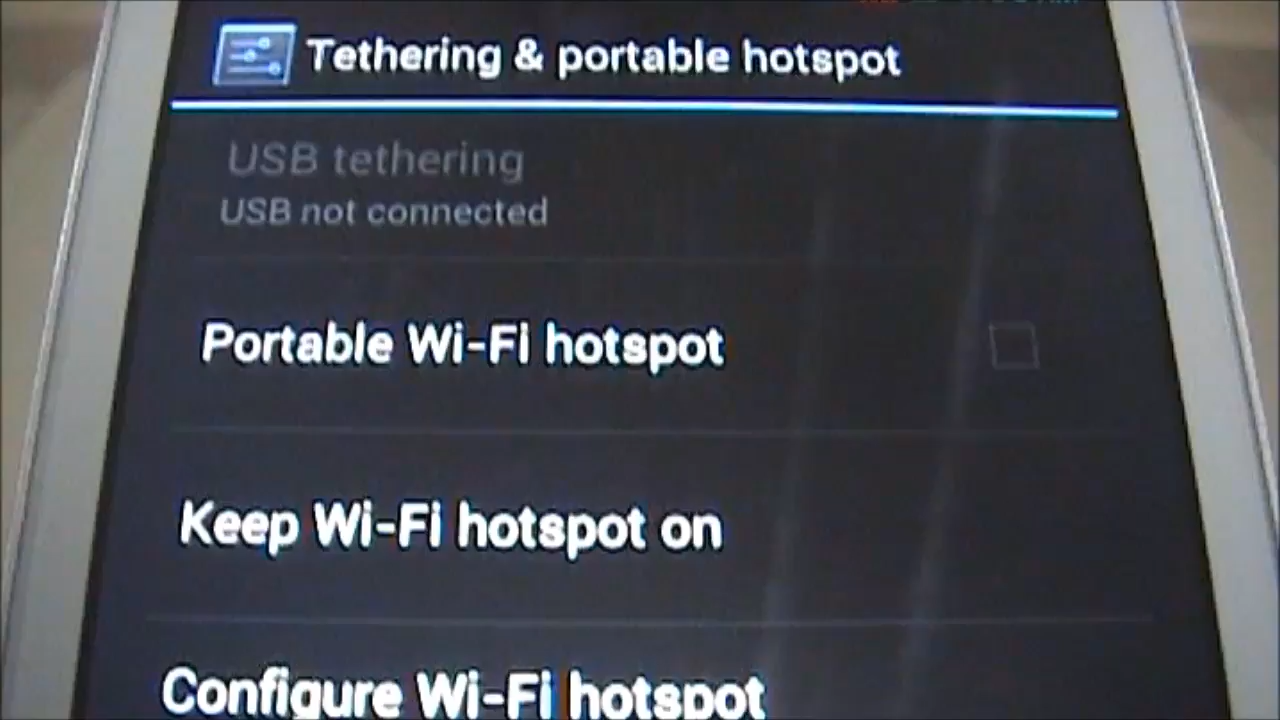 Tethering & portable hotspot
USB tethering
USB not connected
Portable Wi-Fi hotspot
Keep Wi-Fi hotspot on
Configure Wi-Fi hotspot